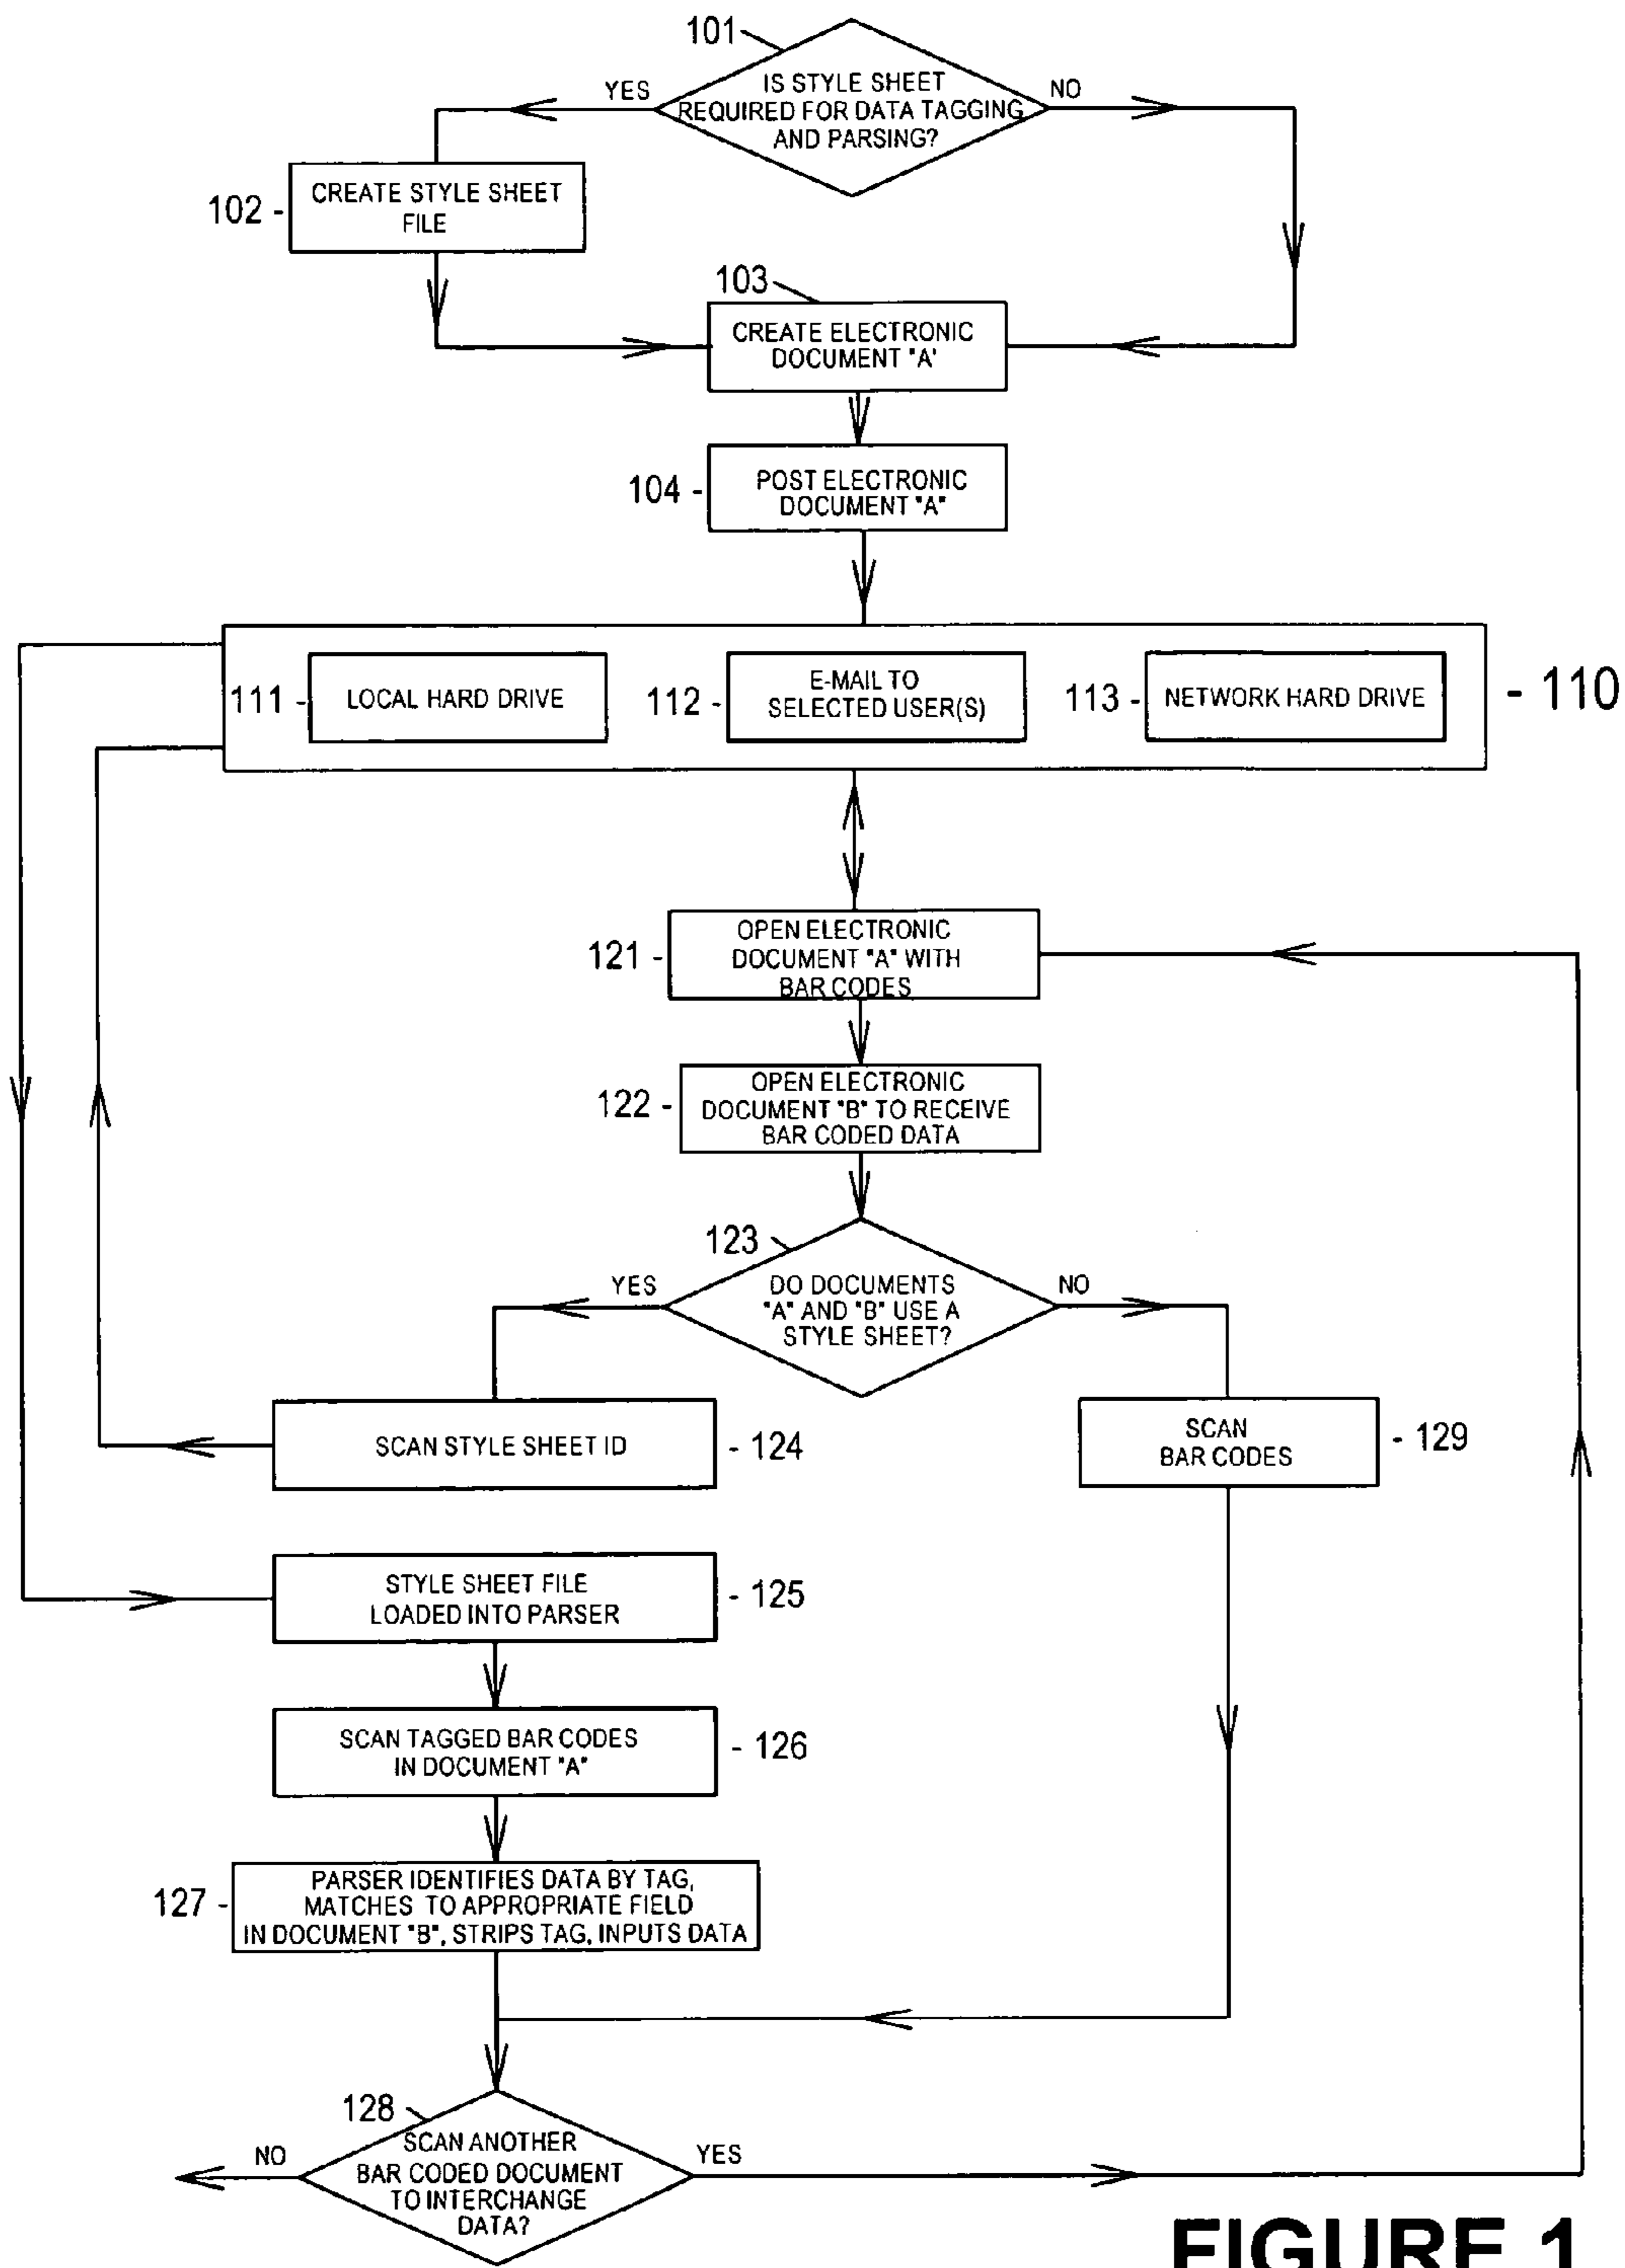 101
IS STYLE SHEET
REQUIRED FOR DATA TAGGING
AND PARSING?
YES
NO
102 -
CREATE STYLE SHEET
FILE
103
CREATE ELECTRONIC
DOCUMENT "A'
104 -
POST ELECTRONIC
DOCUMENT "A"
111 -
LOCAL HARD DRIVE
112 -
E-MAIL TO
SELECTED USER(S)
113 -
NETWORK HARD DRIVE
- 110
121 -
OPEN ELECTRONIC
DOCUMENT "A" WITH
BAR CODES
122 -
OPEN ELECTRONIC
DOCUMENT "B" TO RECEIVE
BAR CODED DATA
123
YES
NO
DO DOCUMENTS
"A" AND "B" USE A
STYLE SHEET?
SCAN STYLE SHEET ID
- 124
SCAN
BAR CODES
- 129
STYLE SHEET FILE
LOADED INTO PARSER
- 125
SCAN TAGGED BAR CODES
IN DOCUMENT "A"
- 126
127 -
PARSER IDENTIFIES DATA BY TAG,
MATCHES TO APPROPRIATE FIELD
IN DOCUMENT "B", STRIPS TAG, INPUTS DATA
128
NO
YES
SCAN ANOTHER
BAR CODED DOCUMENT
TO INTERCHANGE
DATA?
FIGURE 1